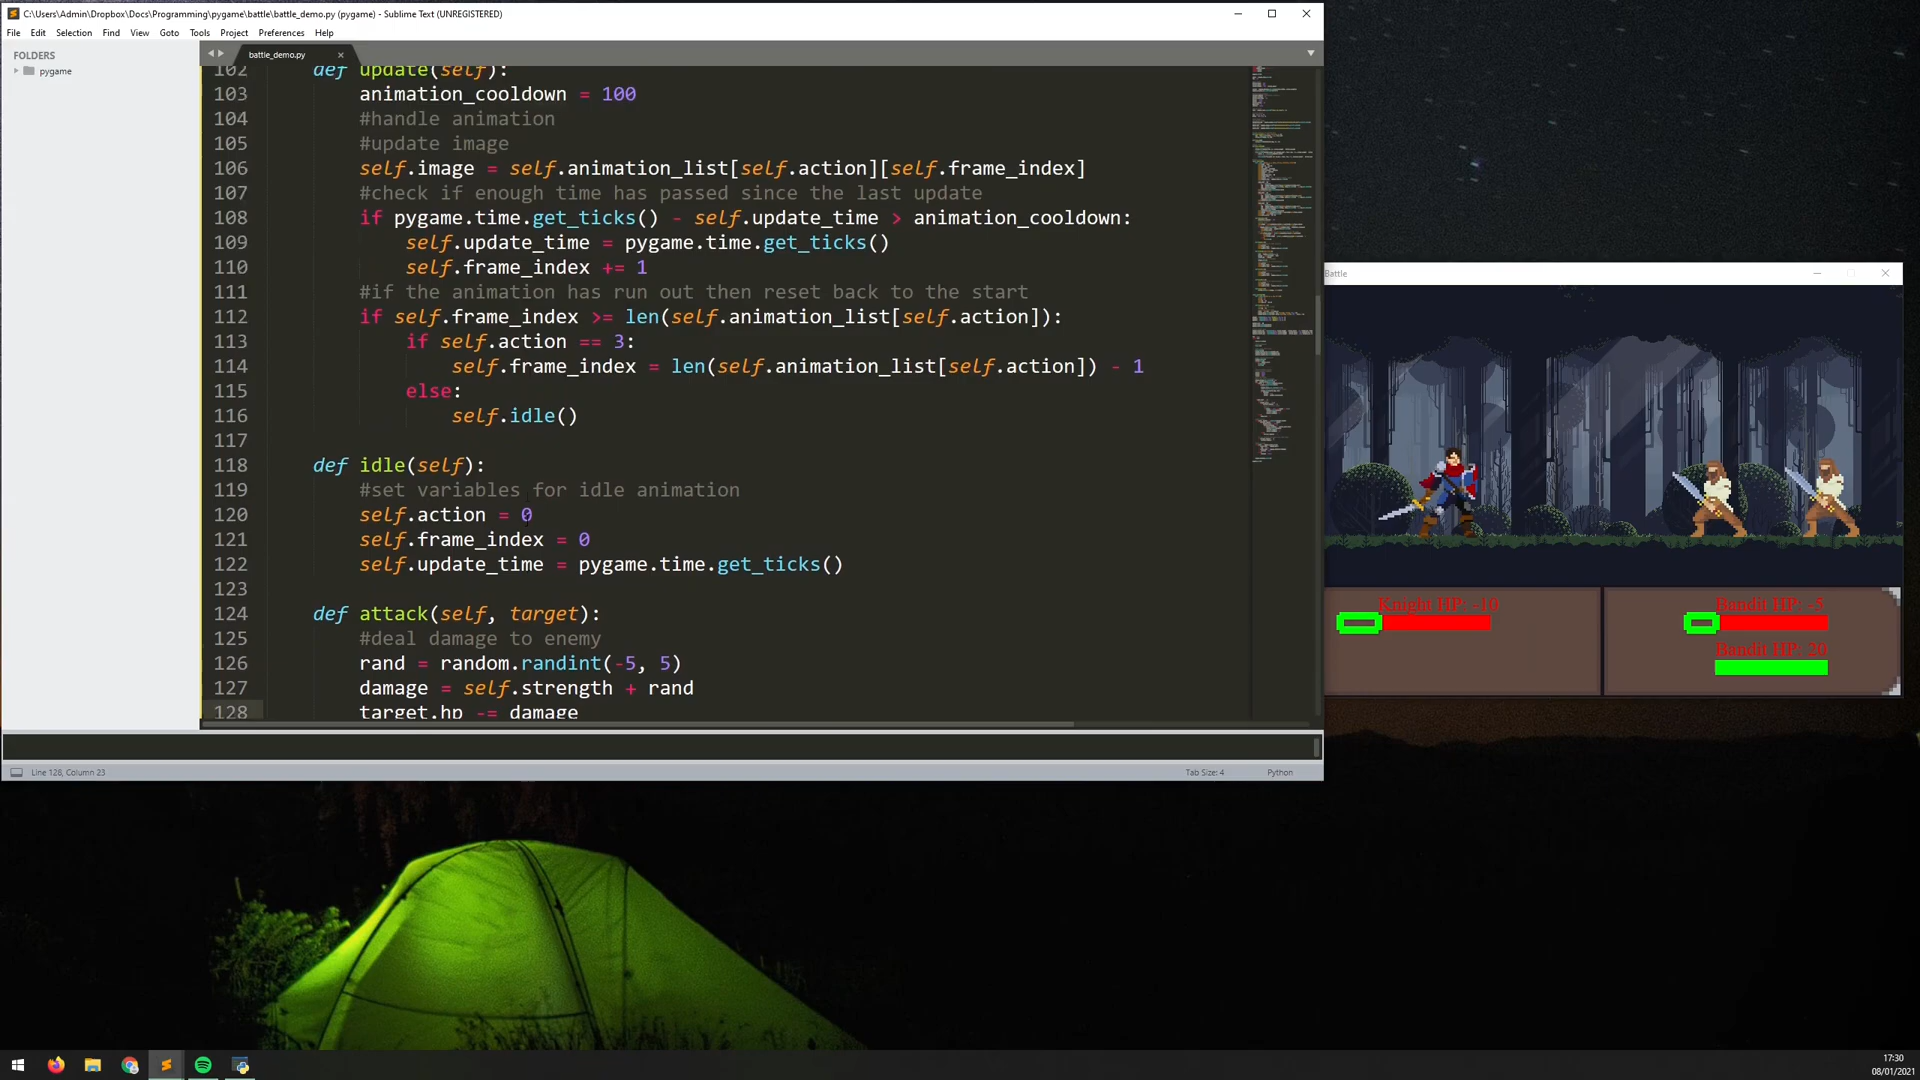 C:\Users\Admin\Dropbox\Docs\Programming\pygame\battle\battle_demo.py (pygame) - Sublime Text (UNREGISTERED)
File Edit Selection Find View Goto Tools Project Preferences Help
FOLDERS
pygame
battle_demo.py
102 def update(self):
103 animation_cooldown = 100
104 #handle animation
105 #update image
106 self.image = self.animation_list[self.action][self.frame_index]
107 #check if enough time has passed since the last update
108 if pygame.time.get_ticks() - self.update_time > animation_cooldown:
109 self.update_time = pygame.time.get_ticks()
110 self.frame_index += 1
111 #if the animation has run out then reset back to the start
112 if self.frame_index >= len(self.animation_list[self.action]):
113 if self.action == 3:
114 self.frame_index = len(self.animation_list[self.action]) - 1
115 else:
116 self.idle()
117
118 def idle(self):
119 #set variables for idle animation
120 self.action = 0
121 self.frame_index = 0
122 self.update_time = pygame.time.get_ticks()
123
124 def attack(self, target):
125 #deal damage to enemy
126 rand = random.randint(-5, 5)
127 damage = self.strength + rand
128 target.hp -= damage
Line 128, Column 23
Tab Size: 4
Python
Battle
Knight HP: -10
Bandit HP: -5
Bandit HP: 20
17:30
08/01/2021